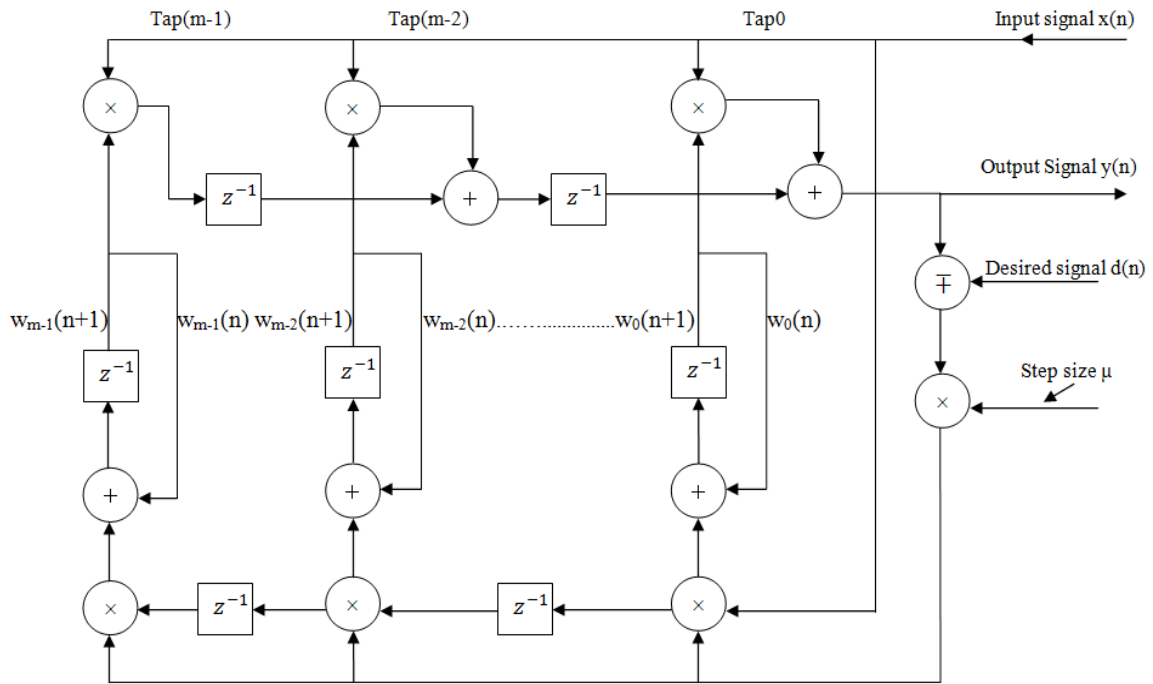 Tap(m-1) Tap(m-2) Tap0 Input signal x(n)
× × ×
z⁻¹ + z⁻¹ + Output Signal y(n)
∓ Desired signal d(n)
wₘ₋₁(n+1) wₘ₋₁(n) wₘ₋₂(n+1) wₘ₋₂(n)......................w₀(n+1) w₀(n)
z⁻¹ z⁻¹ z⁻¹ × Step size µ
+ + +
× z⁻¹ × z⁻¹ ×